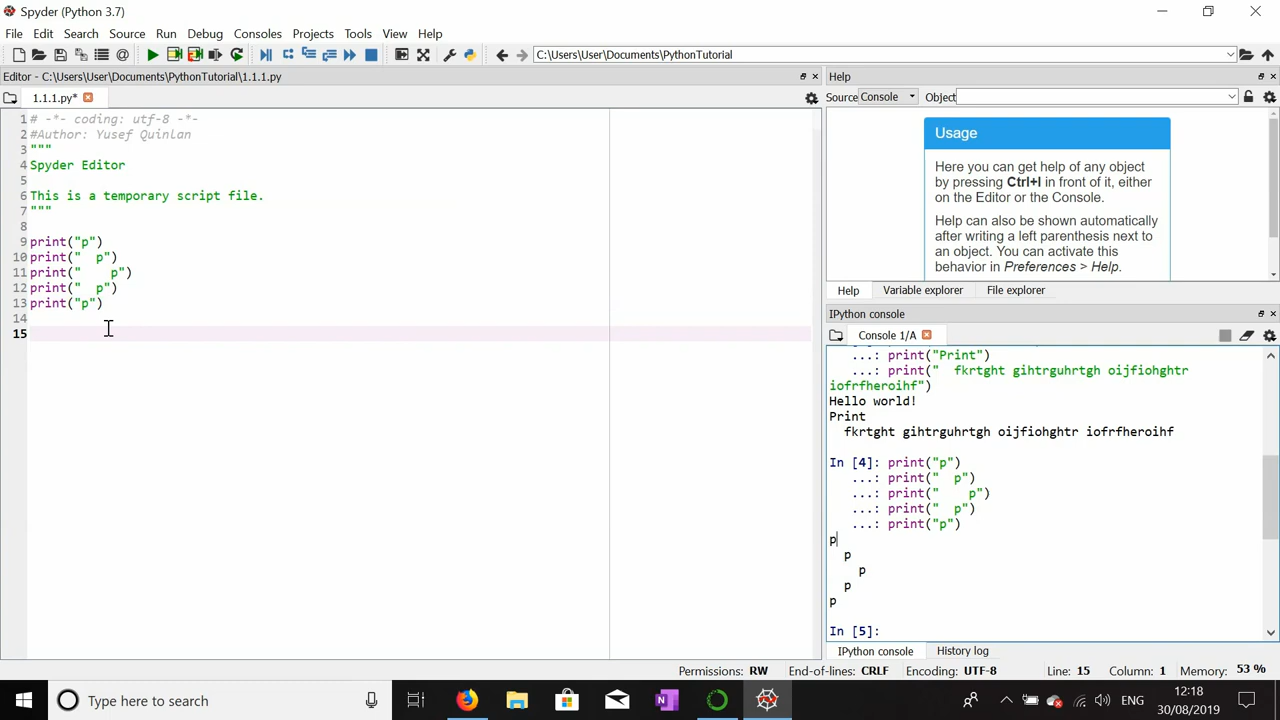 Spyder (Python 3.7)
File Edit Search Source Run Debug Consoles Projects Tools View Help
C:\Users\User\Documents\PythonTutorial
Editor - C:\Users\User\Documents\PythonTutorial\1.1.1.py
1.1.1.py*
1 # -*- coding: utf-8 -*-
2 #Author: Yusef Quinlan
3 """
4 Spyder Editor
5
6 This is a temporary script file.
7 """
8
9 print("p")
10 print("  p")
11 print("    p")
12 print("  p")
13 print("p")
14
15
Help
Source Console Object
Usage
Here you can get help of any object
by pressing Ctrl+I in front of it, either
on the Editor or the Console.
Help can also be shown automatically
after writing a left parenthesis next to
an object. You can activate this
behavior in Preferences > Help.
Help Variable explorer File explorer
IPython console
Console 1/A
...: print("Print")
...: print("  fkrtght gihtrguhrtgh oijfiohghtr
iofrfheroihf")
Hello world!
Print
  fkrtght gihtrguhrtgh oijfiohghtr iofrfheroihf
In [4]: print("p")
...: print("  p")
...: print("    p")
...: print("  p")
...: print("p")
p
  p
    p
  p
p
In [5]:
IPython console History log
Permissions: RW End-of-lines: CRLF Encoding: UTF-8 Line: 15 Column: 1 Memory: 53 %
Type here to search
ENG
12:18
30/08/2019